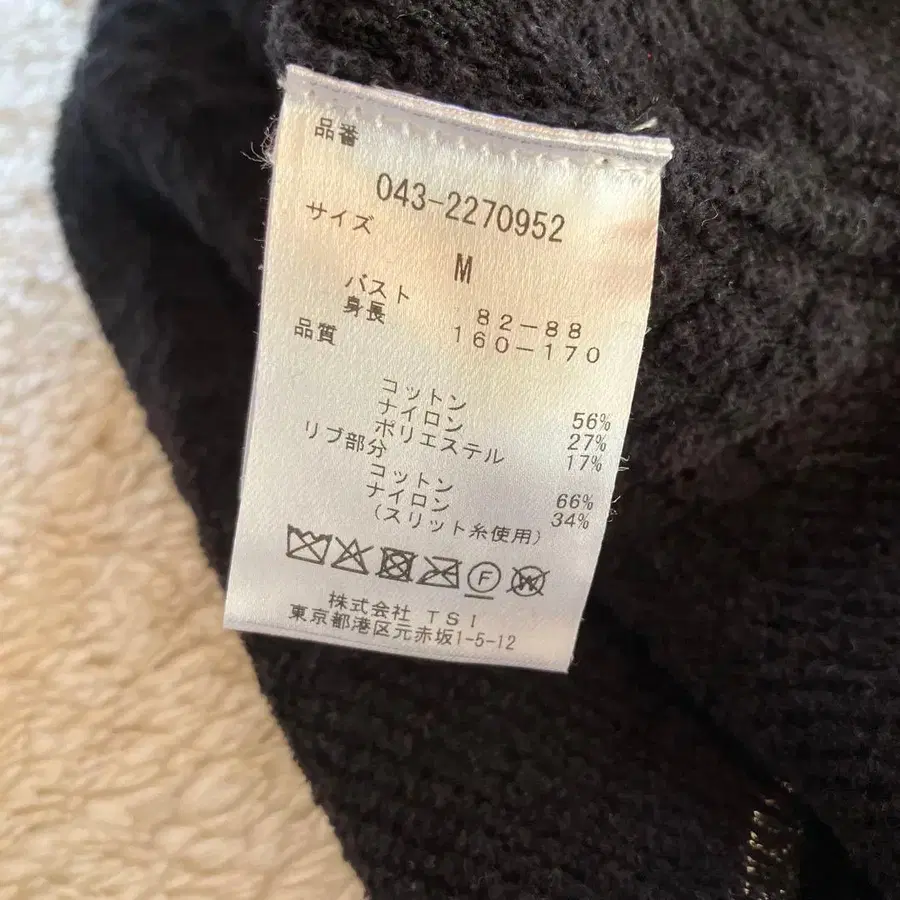 品番
043-2270952
サイズ
M
バスト 82-88
身長 160-170
品質
コットン 56%
ナイロン 27%
ポリエステル 17%
リブ部分
コットン 66%
ナイロン 34%
(スリット糸使用)
F W
株式会社 TSI
東京都港区元赤坂1-5-12